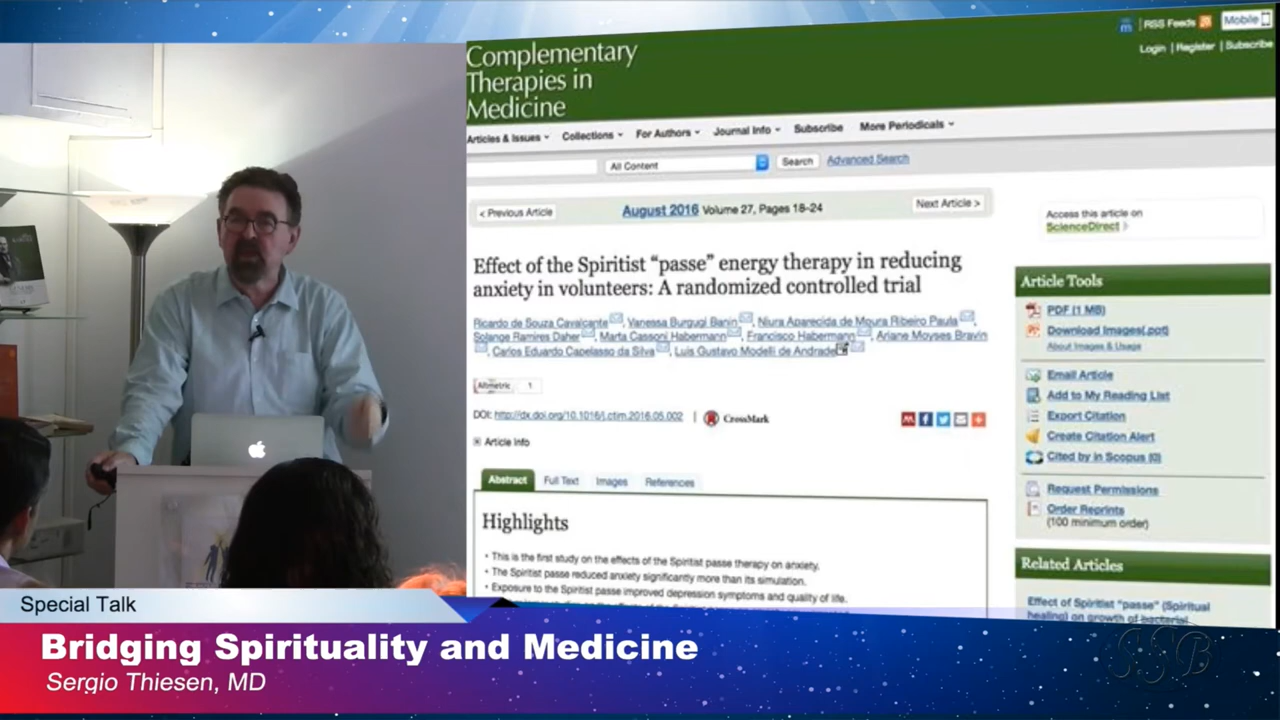 Complementary
Therapies in
Medicine
RSS Feeds
Mobile
Login | Register | Subscribe
Articles & Issues
Collections
For Authors
Journal Info
Subscribe
More Periodicals
All Content
Search
Advanced Search
< Previous Article
August 2016 Volume 27, Pages 18–24
Next Article >
Access this article on
ScienceDirect
Effect of the Spiritist “passe” energy therapy in reducing
anxiety in volunteers: A randomized controlled trial
Ricardo de Souza Cavalcante, Vanessa Burgugi Banin, Niura Aparecida de Moura Ribeiro Paula,
Solange Ramires Daher, Marta Cassoni Habermann, Francisco Habermann, Ariane Moyses Bravin
, Carlos Eduardo Capelasso da Silva, Luis Gustavo Modelli de Andrade
Altmetric 1
DOI: http://dx.doi.org/10.1016/j.ctim.2016.05.002 | CrossMark
Article Info
Abstract
Full Text
Images
References
Highlights
• This is the first study on the effects of the Spiritist passe therapy on anxiety.
• The Spiritist passe reduced anxiety significantly more than its simulation.
• Exposure to the Spiritist passe improved depression symptoms and quality of life.
Article Tools
PDF (1 MB)
Download Images(.ppt)
About Images & Usage
Email Article
Add to My Reading List
Export Citation
Create Citation Alert
Cited by in Scopus (0)
Request Permissions
Order Reprints
(100 minimum order)
Related Articles
Effect of Spiritist “passe” (Spiritual
healing) on growth of bacterial
Special Talk
Bridging Spirituality and Medicine
Sergio Thiesen, MD
SSB